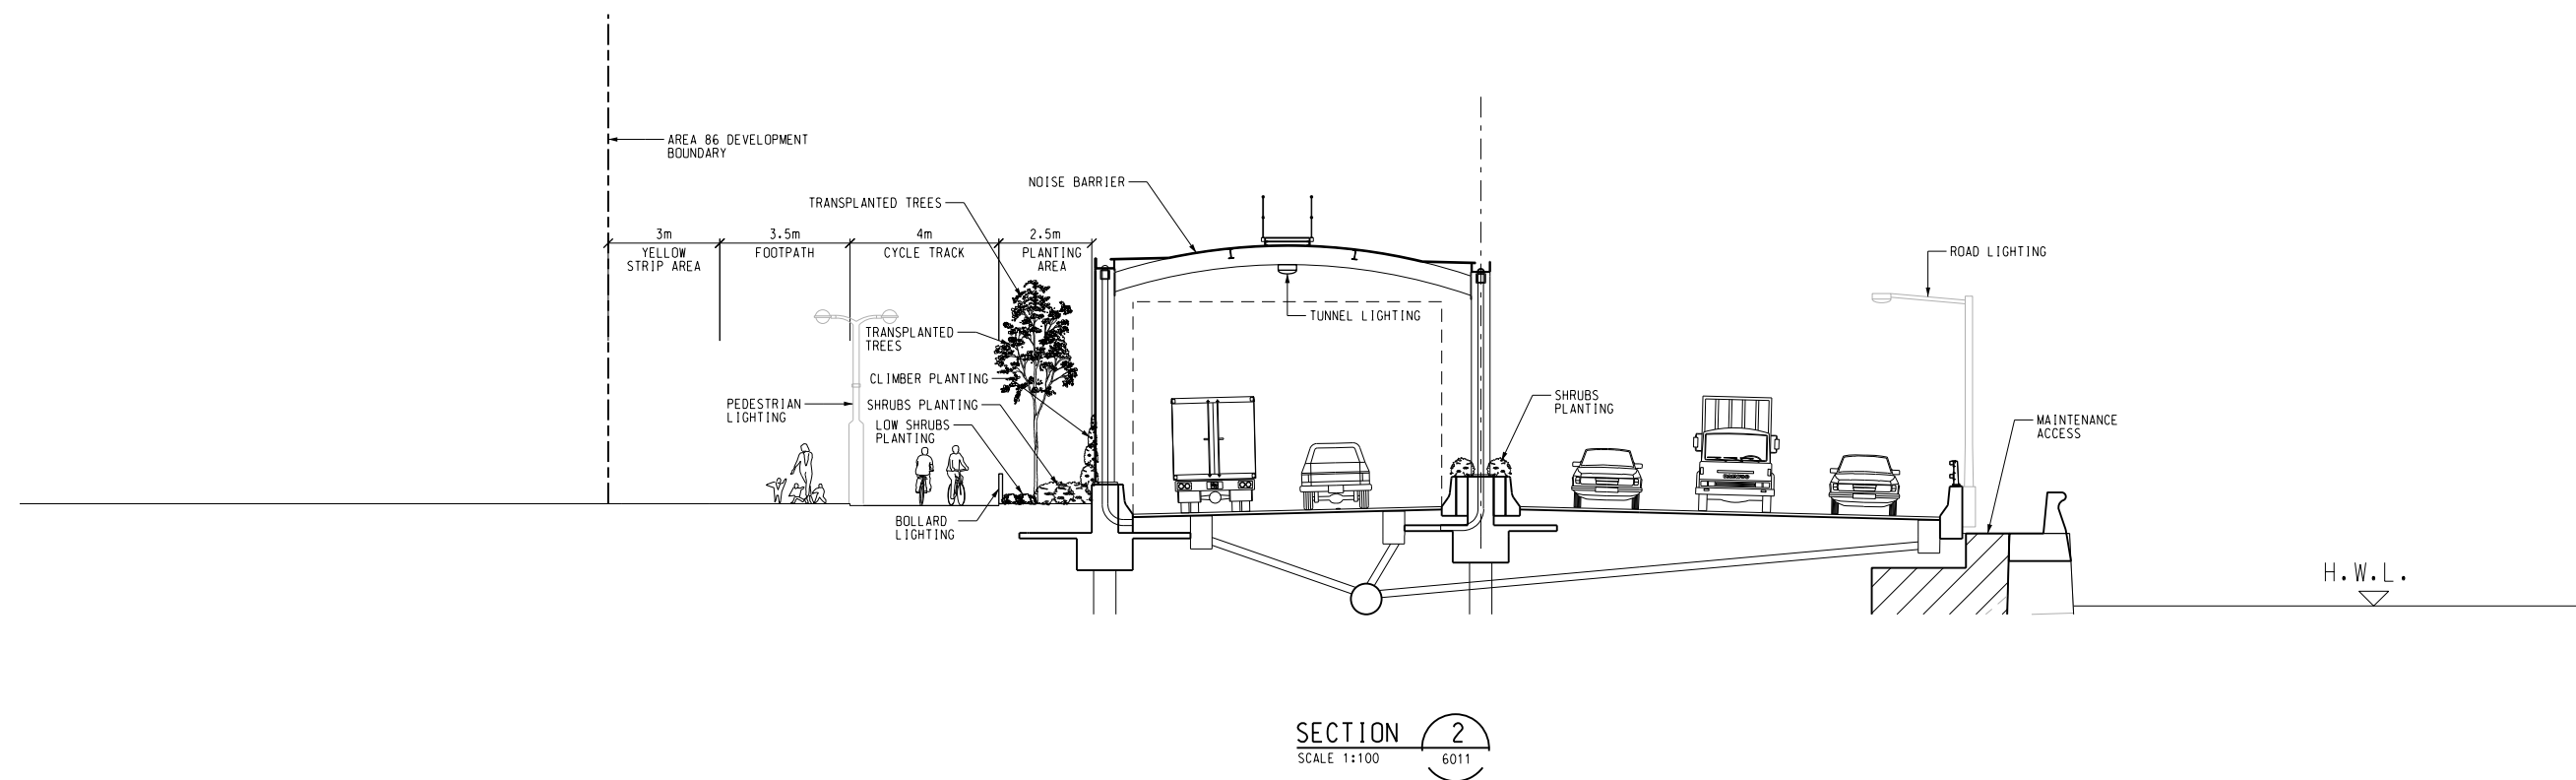 AREA 86 DEVELOPMENT
BOUNDARY
NOISE BARRIER
TRANSPLANTED TREES
3m
3.5m
4m
2.5m
YELLOW
STRIP AREA
FOOTPATH
CYCLE TRACK
PLANTING
AREA
ROAD LIGHTING
TUNNEL LIGHTING
TRANSPLANTED
TREES
CLIMBER PLANTING
PEDESTRIAN
LIGHTING
SHRUBS PLANTING
LOW SHRUBS
PLANTING
SHRUBS
PLANTING
MAINTENANCE
ACCESS
BOLLARD
LIGHTING
H.W.L.
SECTION 2
SCALE 1:100 6011